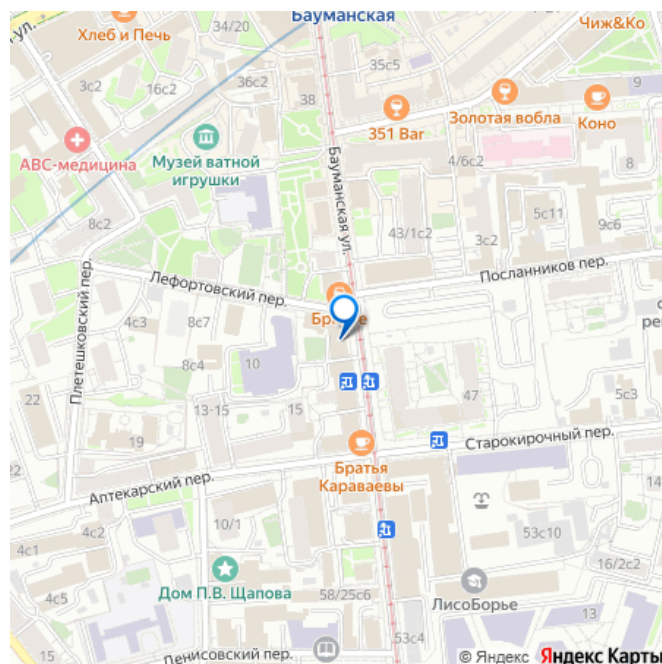 Бауманская
Чиж&Ко
ул.
Хлеб и Печь
34/20
3с2
16с2
36с2
35с5
38
9
351 Bar
Золотая вобла
Коно
АВС-медицина
Музей ватной
игрушки
4/6с2
8
8с2
Бауманская ул.
43/1с2
5с11
3с2
9с6
Плетешковский пер.
Лефортовский пер.
Посланников пер.
4с3
8с7
8с4
10
22
13-15
15
47
5с3
19
Старокирочный пер.
Братья
Караваевы
Аптекарский пер.
4с2
10/1
4с1
53с10
16/2с2
4с5
Дом П.В. Щапова
58/25с6
ЛисоБорье
13
15
53с4
Денисовский пер.
© Яндекс Яндекс Карты